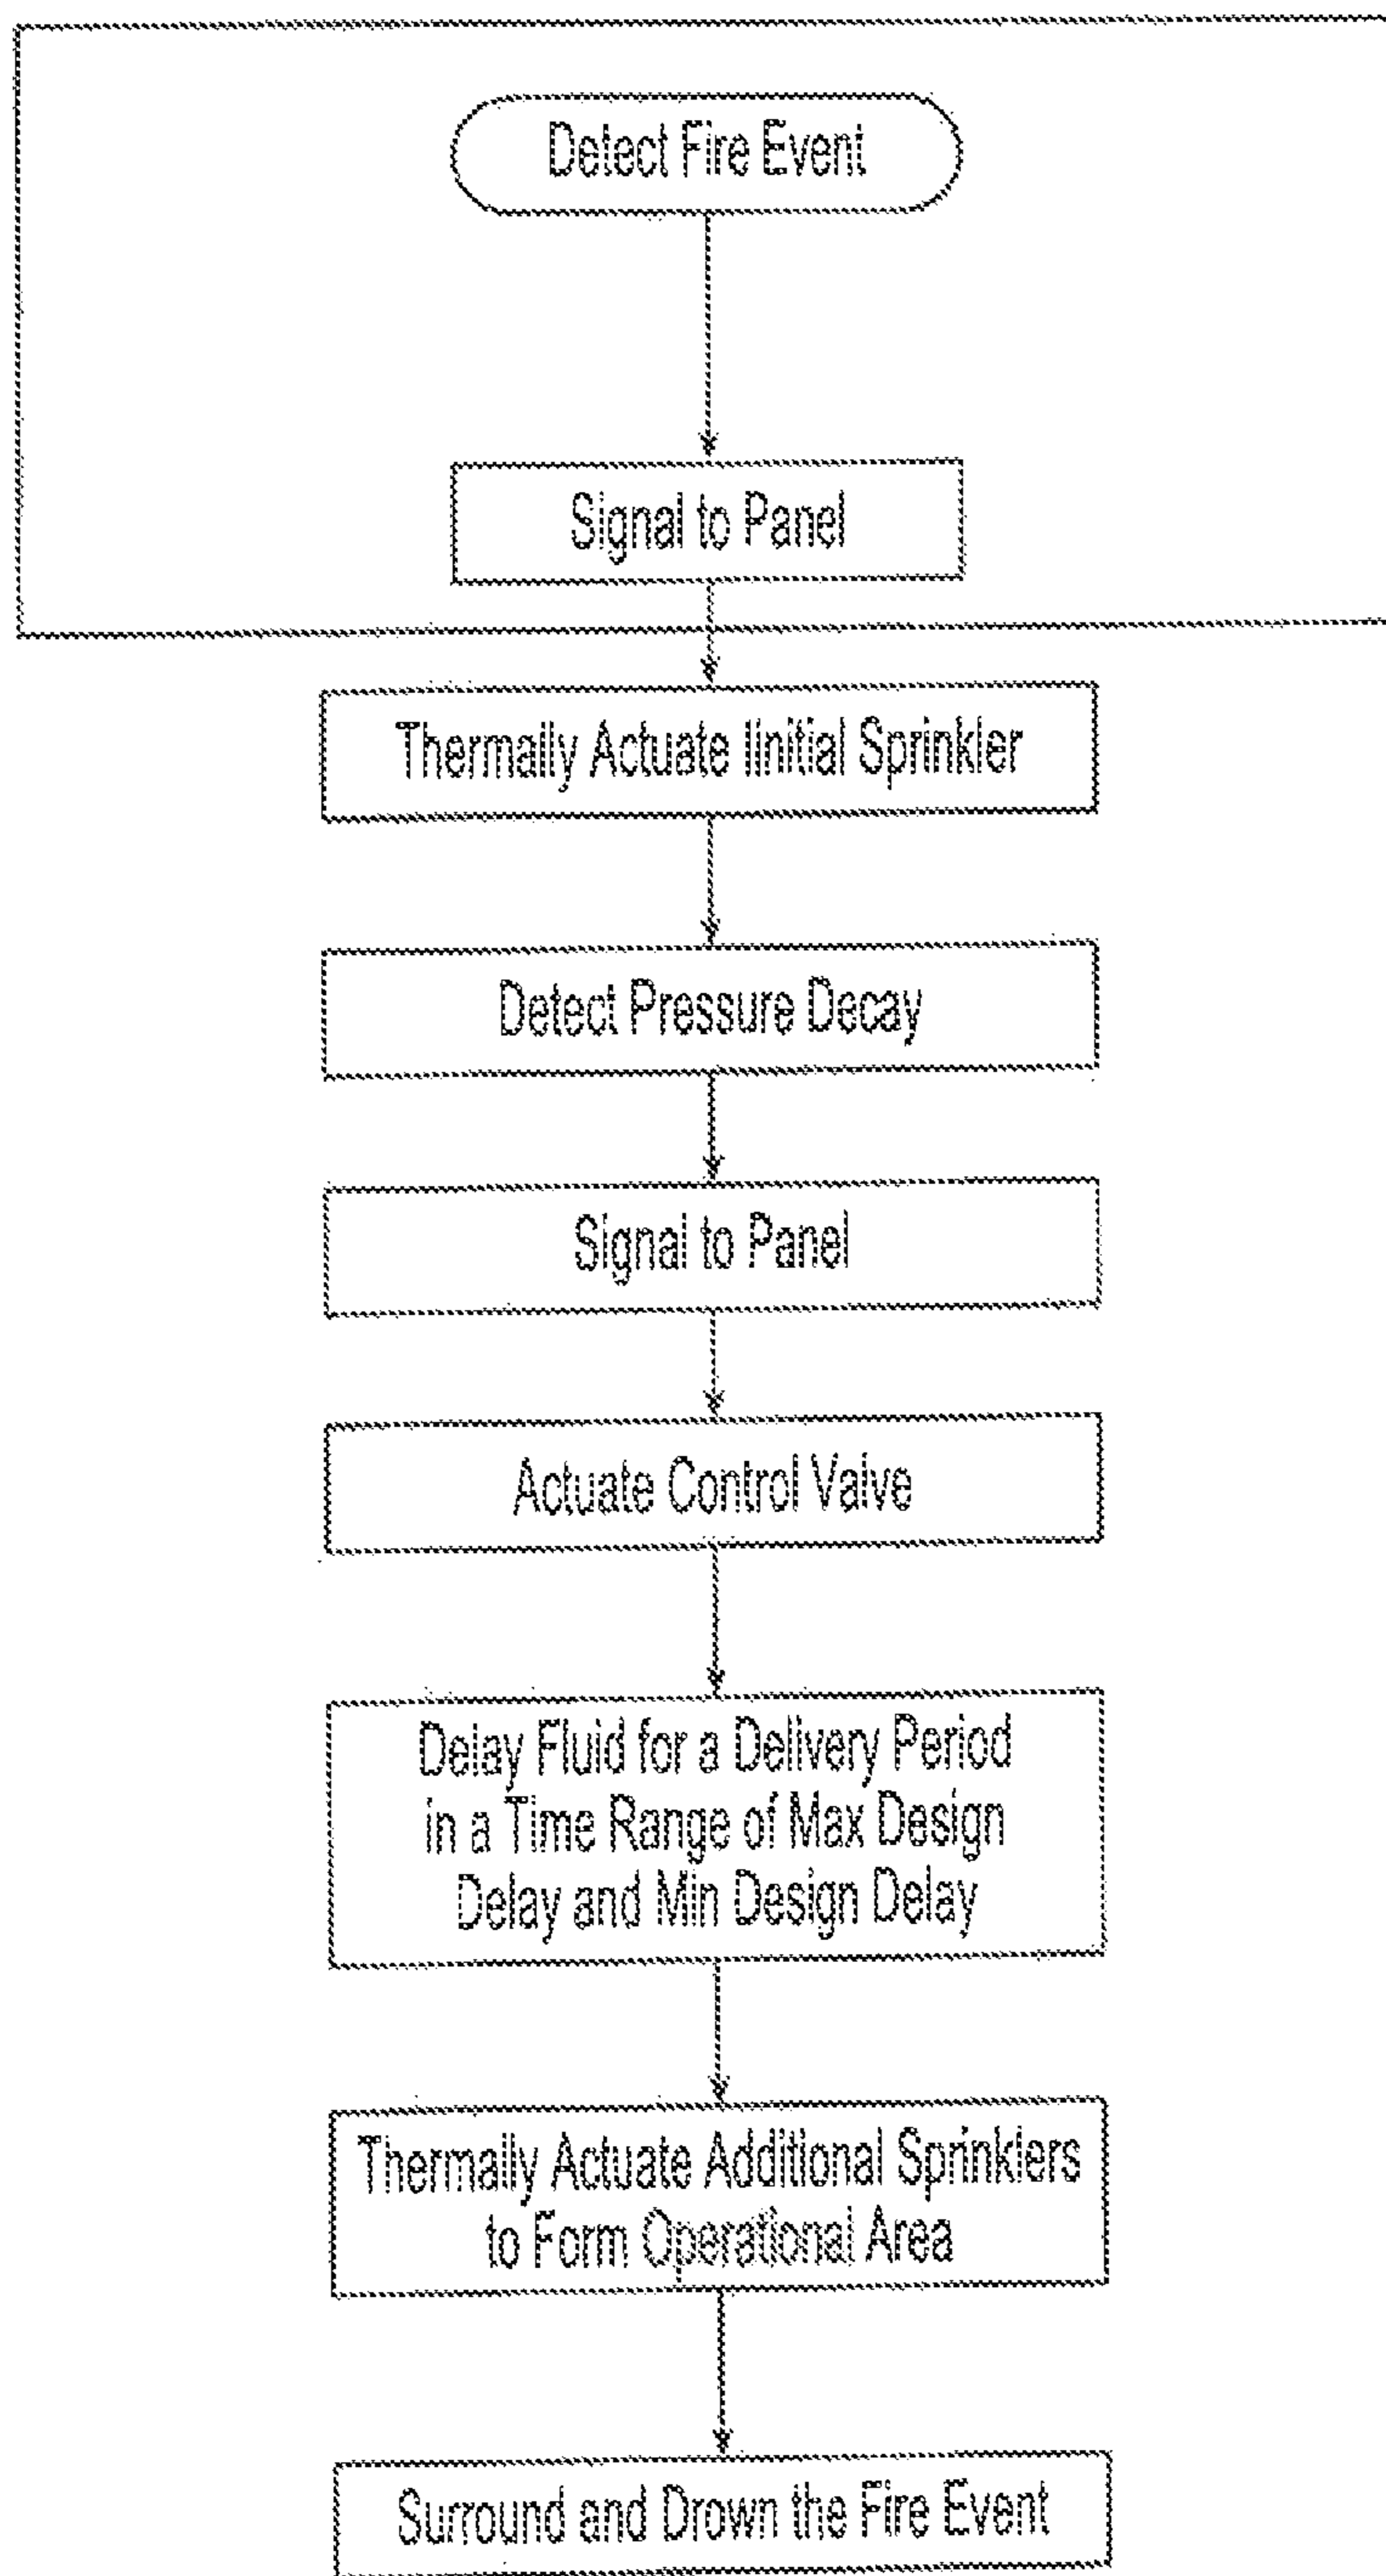 Detect Fire Event
Signal to Panel
Thermally Actuate IInitial Sprinkler
Detect Pressure Decay
Signal to Panel
Actuate Control Valve
Delay Fluid for a Delivery Period
in a Time Range of Max Design
Delay and Min Design Delay
Thermally Actuate Additional Sprinklers
to Form Operational Area
Surround and Drown the Fire Event